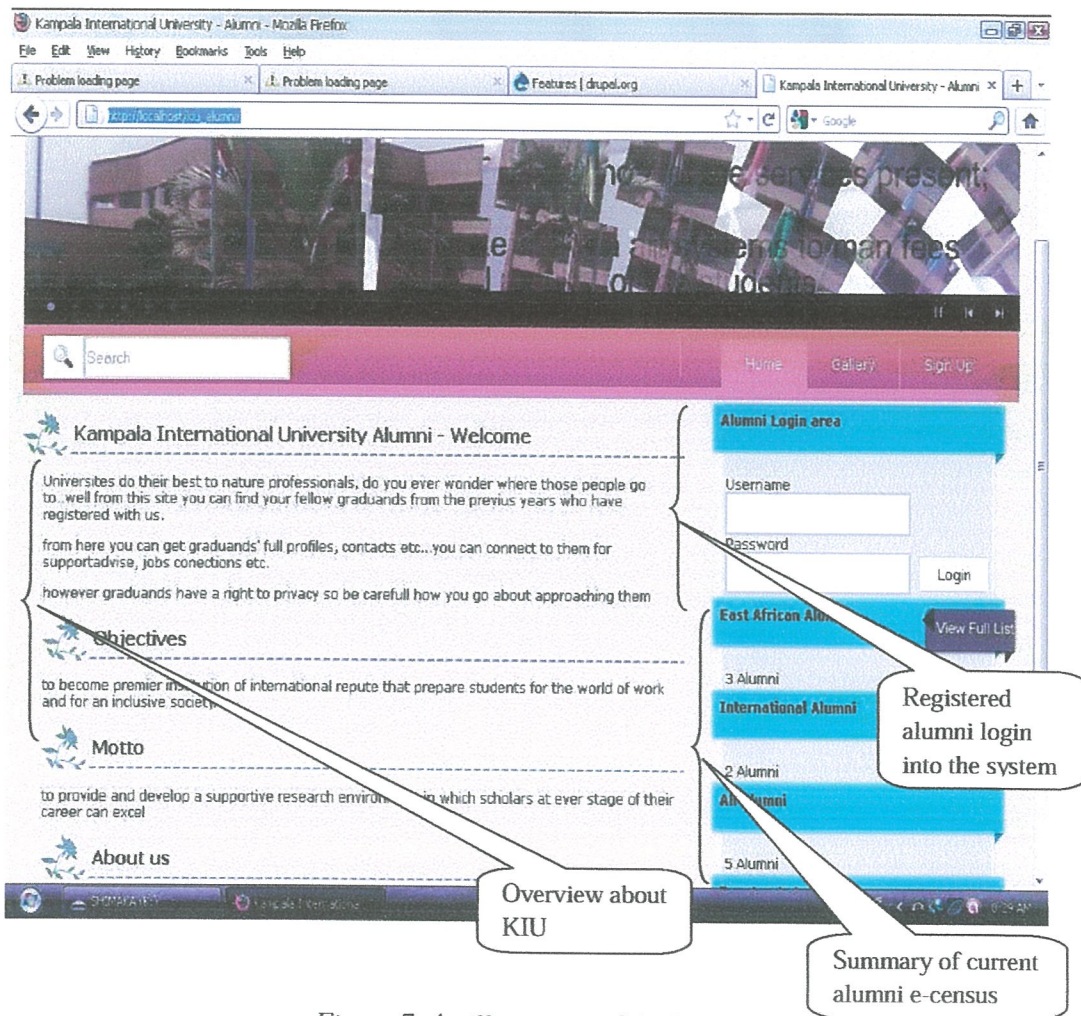 Kampala International University - Alumni - Mozilla Firefox
File Edit View History Bookmarks Tools Help
Problem loading page
Problem loading page
Features | drupal.org
Kampala International University - Alumni
Google
Search
Home
Gallery
Sign Up
Kampala International University Alumni - Welcome
Universites do their best to nature professionals, do you ever wonder where those people go
to..well from this site you can find your fellow graduands from the previus years who have
registered with us.
from here you can get graduands' full profiles, contacts etc...you can connect to them for
supportadvise, jobs conections etc.
however graduands have a right to privacy so be carefull how you go about approaching them
Objectives
to become premier institution of international repute that prepare students for the world of work
and for an inclusive society
Motto
to provide and develop a supportive research environment in which scholars at ever stage of their
career can excel
About us
Alumni Login area
Username
Password
Login
East African Alumni
View Full List
3 Alumni
International Alumni
2 Alumni
All Alumni
5 Alumni
Registered
alumni login
into the system
Overview about
KIU
Summary of current
alumni e-census